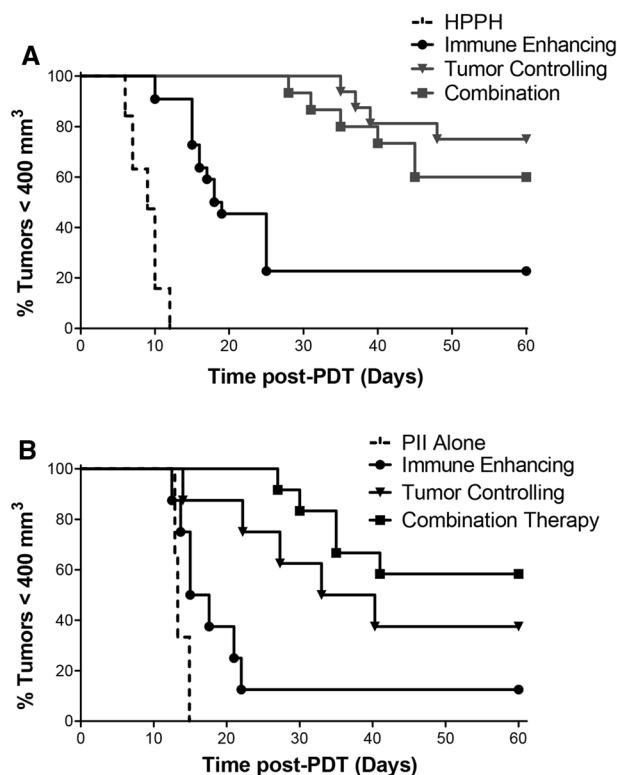 A
HPPH
Immune Enhancing
Tumor Controlling
Combination
% Tumors < 400 mm³
100
80
60
40
20
0
0 10 20 30 40 50 60
Time post-PDT (Days)
B
PII Alone
Immune Enhancing
Tumor Controlling
Combination Therapy
% Tumors < 400 mm³
100
80
60
40
20
0
0 10 20 30 40 50 60
Time post-PDT (Days)